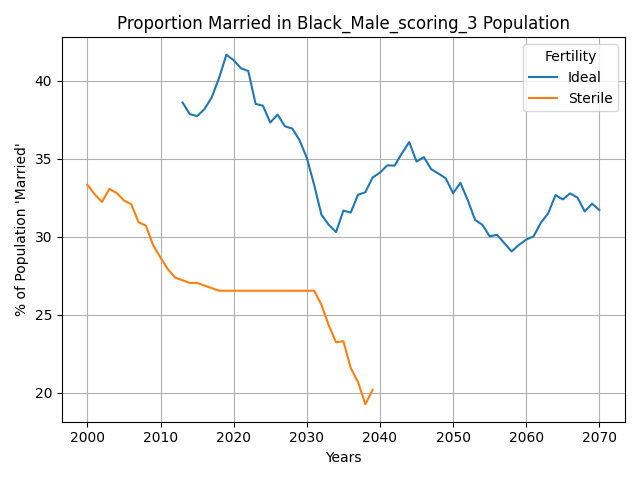 Proportion Married in Black_Male_scoring_3 Population
% of Population 'Married'
40
35
30
25
20
Fertility
Ideal
Sterile
2000 2010 2020 2030 2040 2050 2060 2070
Years